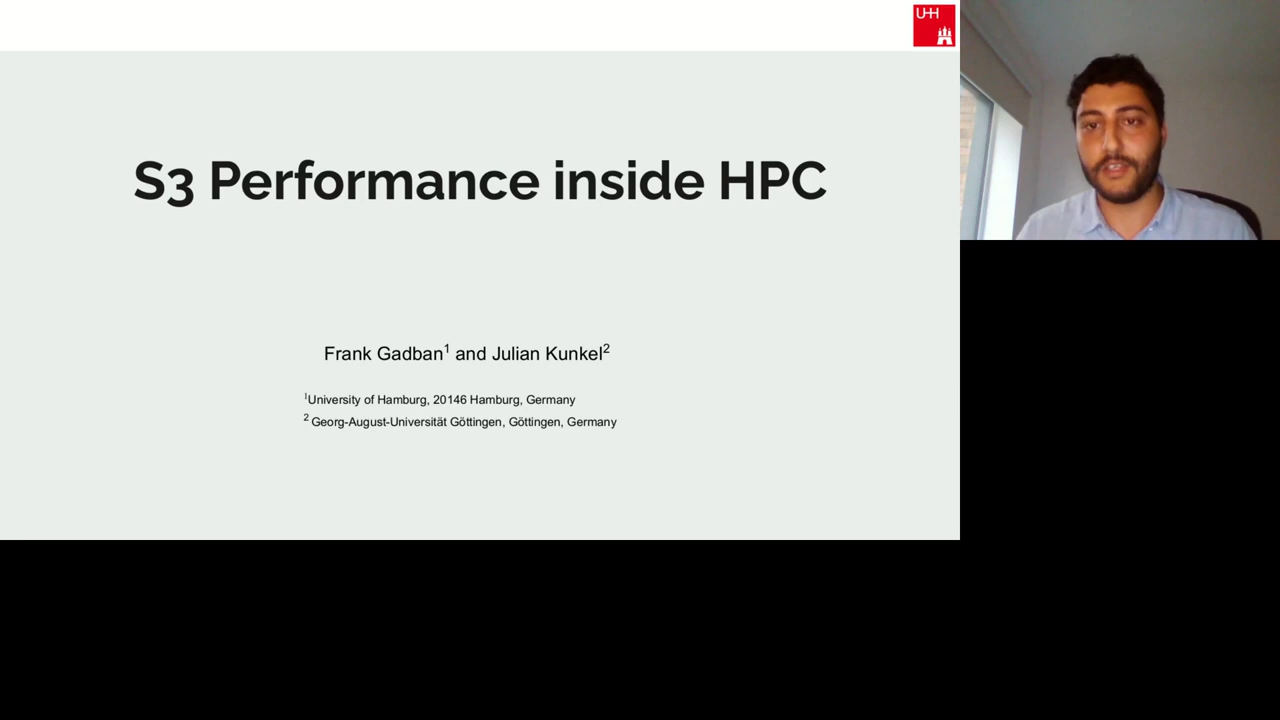 UHH
S3 Performance inside HPC
Frank Gadban1 and Julian Kunkel2
1University of Hamburg, 20146 Hamburg, Germany
2 Georg-August-Universität Göttingen, Göttingen, Germany